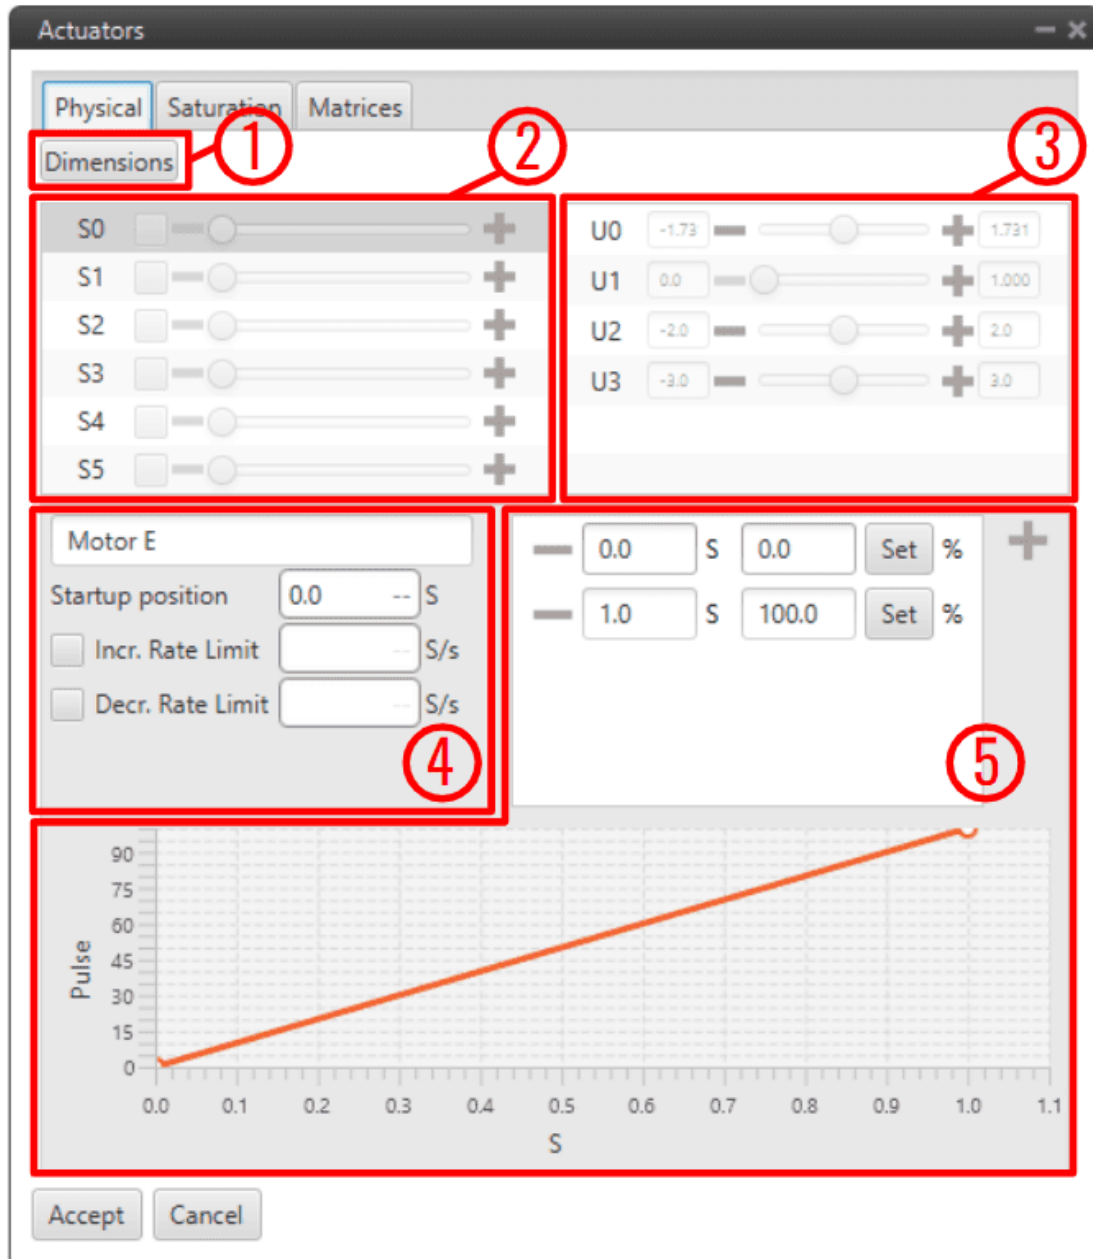 Actuators
Physical Saturation Matrices
Dimensions
1
2
3
S0
S1
S2
S3
S4
S5
U0 -1.73 1.731
U1 0.0 1.000
U2 -2.0 2.0
U3 -3.0 3.0
Motor E
Startup position 0.0 -- S
Incr. Rate Limit -- S/s
Decr. Rate Limit -- S/s
4
0.0 S 0.0 Set %
1.0 S 100.0 Set %
5
Pulse
90
75
60
45
30
15
0
0.0 0.1 0.2 0.3 0.4 0.5 0.6 0.7 0.8 0.9 1.0 1.1
S
Accept Cancel